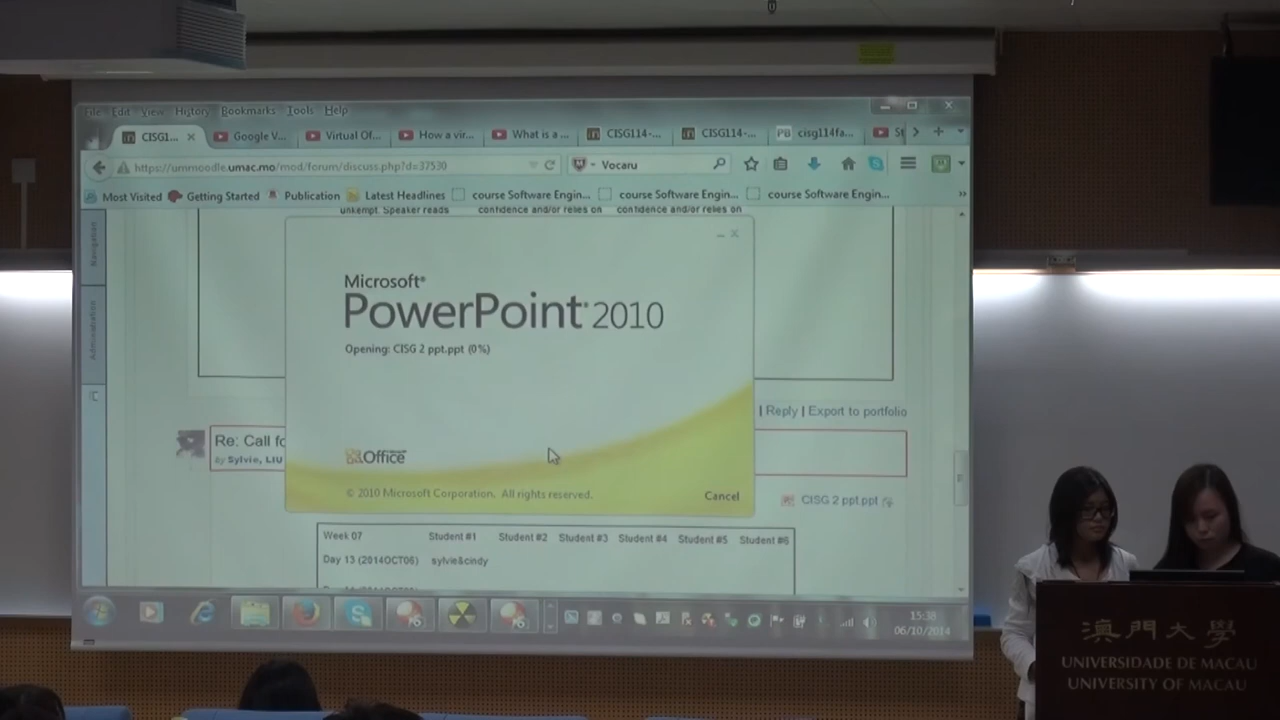 File Edit View History Bookmarks Tools Help
CISG1... Google V... Virtual Of... How a vir... What is a ... CISG114-... CISG114-... PB cisg114fa... St
https://ummoodle.umac.mo/mod/forum/discuss.php?d=37530 Vocaru
Most Visited Getting Started Publication Latest Headlines course Software Engin... course Software Engin... course Software Engin...
unkempt. Speaker reads confidence and/or relies on confidence and/or relies on
Navigation
Administration
Microsoft®
PowerPoint® 2010
Opening: CISG 2 ppt.ppt (0%)
| Reply | Export to portfolio
Re: Call fo
by Sylvie, LIU
Office
© 2010 Microsoft Corporation. All rights reserved. Cancel
CISG 2 ppt.ppt
Week 07 Student #1 Student #2 Student #3 Student #4 Student #5 Student #6
Day 13 (2014OCT06) sylvie&cindy
15:38
06/10/2014
澳門大學
UNIVERSIDADE DE MACAU
UNIVERSITY OF MACAU